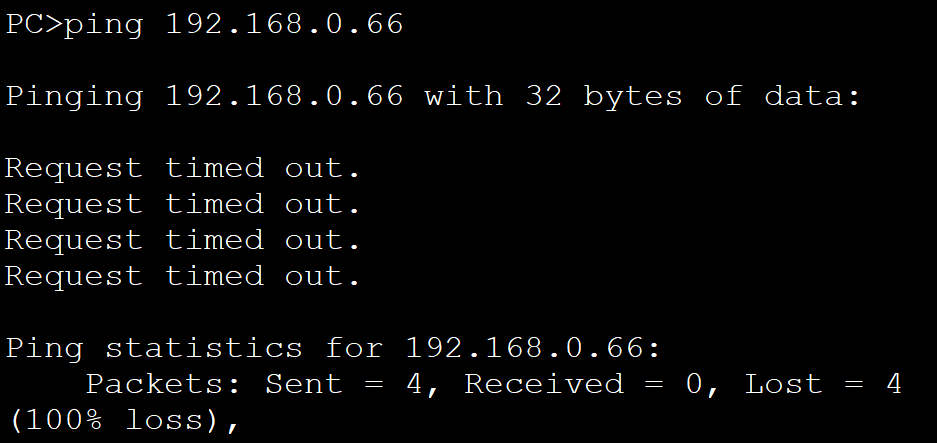 PC>ping 192.168.0.66
Pinging 192.168.0.66 with 32 bytes of data:
Request timed out.
Request timed out.
Request timed out.
Request timed out.
Ping statistics for 192.168.0.66:
Packets: Sent = 4, Received = 0, Lost = 4
(100% loss),